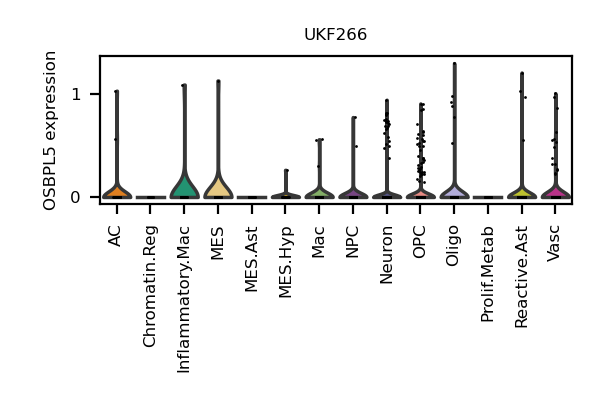 UKF266
OSBPL5 expression
1
0
AC
Chromatin.Reg
Inflammatory.Mac
MES
MES.Ast
MES.Hyp
Mac
NPC
Neuron
OPC
Oligo
Prolif.Metab
Reactive.Ast
Vasc